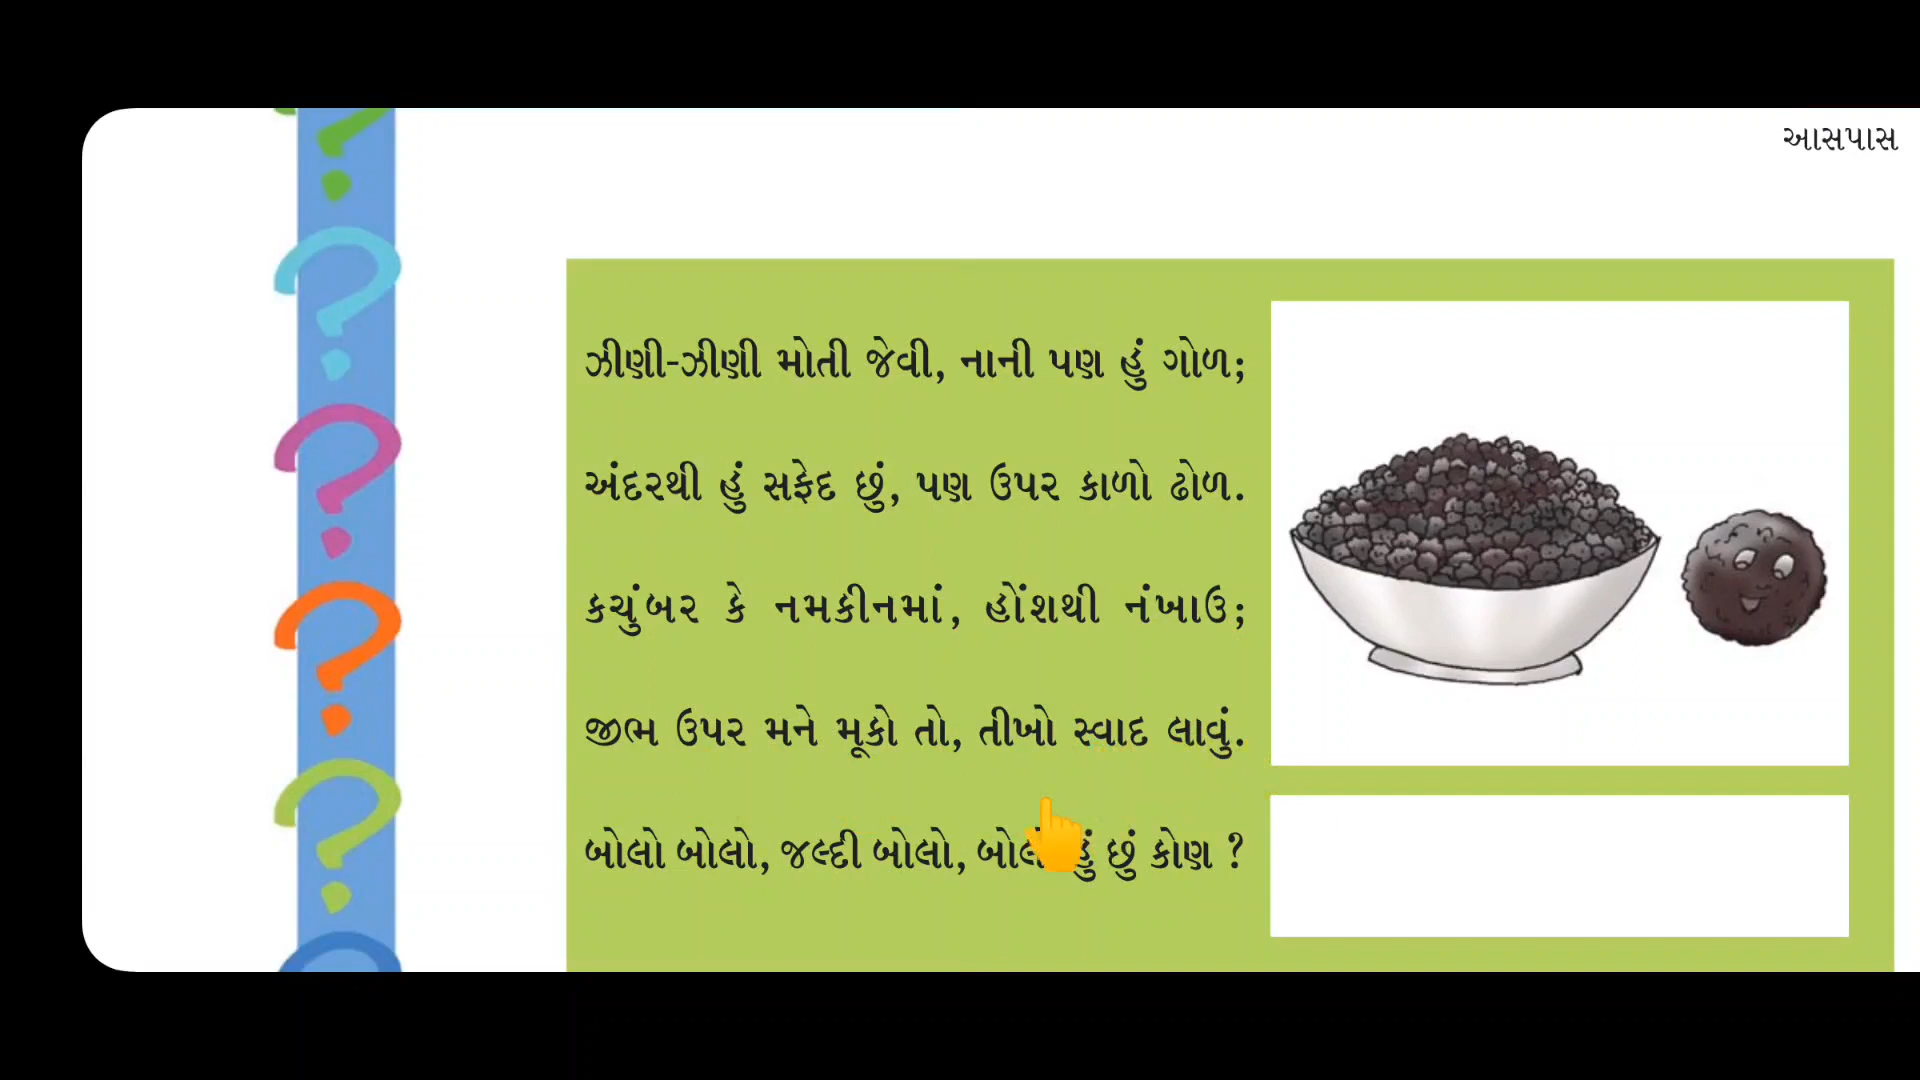 આસપાસ
ઝીણી-ઝીણી મોતી જેવી, નાની પણ હું ગોળ;
અંદરથી હું સફેદ છું, પણ ઉપર કાળો ઢોળ.
કચુંબર કે નમકીનમાં, હોંશથી નંખાઉ;
જીભ ઉપર મને મૂકો તો, તીખો સ્વાદ લાવું.
બોલો બોલો, જલ્દી બોલો, હું છું કોણ ?